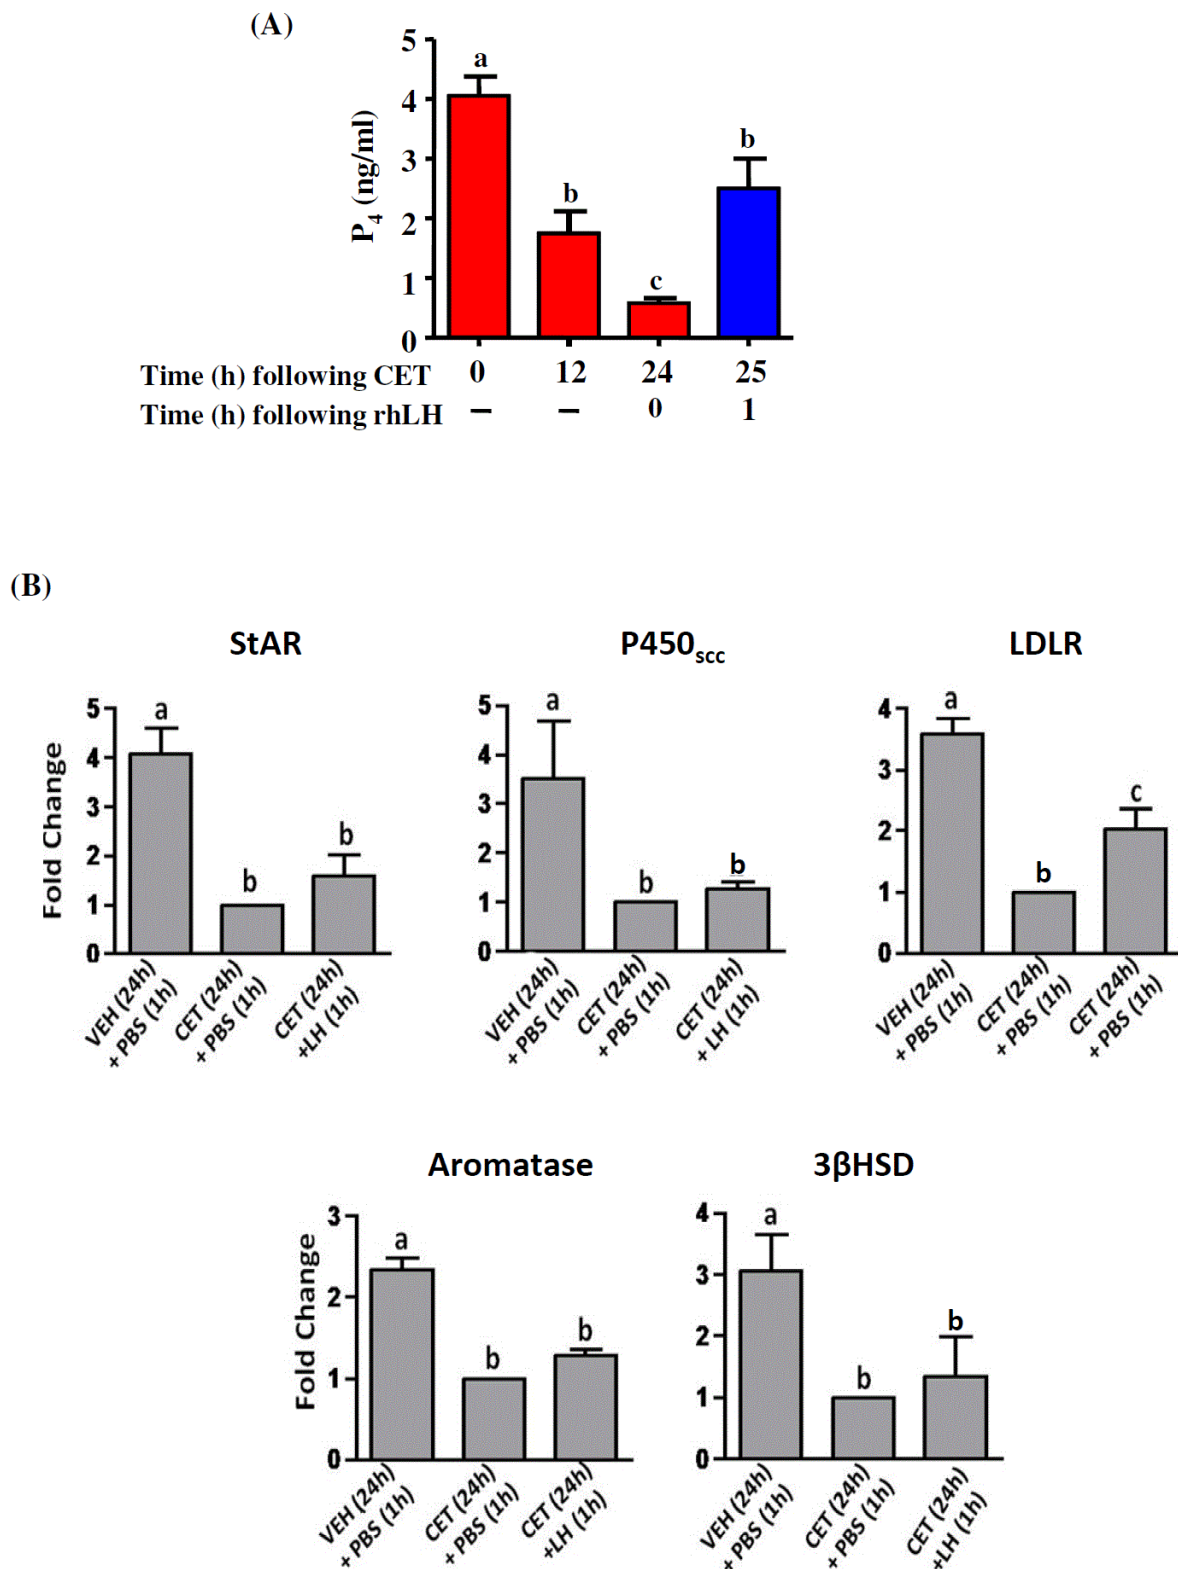 (A)
5
4
3
2
1
0
P4 (ng/ml)
a
b
c
b
Time (h) following CET 0 12 24 25
Time (h) following rhLH – – 0 1
(B)
StAR
5
4
3
2
1
0
Fold Change
a
b
b
VEH (24h)
+ PBS (1h)
CET (24h)
+ PBS (1h)
CET (24h)
+LH (1h)
P450scc
5
4
3
2
1
0
a
b
b
VEH (24h)
+ PBS (1h)
CET (24h)
+ PBS (1h)
CET (24h)
+ LH (1h)
LDLR
4
3
2
1
0
a
b
c
VEH (24h)
+ PBS (1h)
CET (24h)
+ PBS (1h)
CET (24h)
+ PBS (1h)
Aromatase
3
2
1
0
Fold Change
a
b
b
VEH (24h)
+ PBS (1h)
CET (24h)
+ PBS (1h)
CET (24h)
+LH (1h)
3βHSD
4
3
2
1
0
a
b
b
VEH (24h)
+ PBS (1h)
CET (24h)
+ PBS (1h)
CET (24h)
+LH (1h)